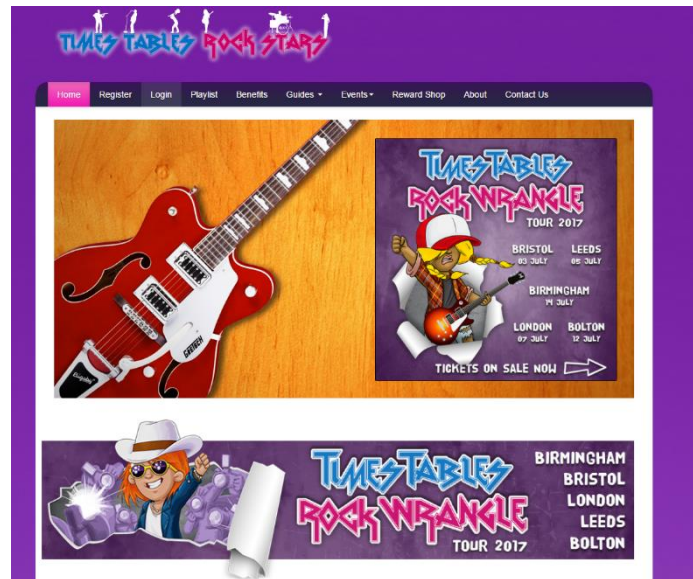 TIMES TABLES ROCK STARS
Home Register Login Playlist Benefits Guides Events Reward Shop About Contact Us
TIMES TABLES
ROCK WRANGLE
TOUR 2017
BRISTOL LEEDS
03 JULY 05 JULY
BIRMINGHAM
14 JULY
LONDON BOLTON
07 JULY 12 JULY
TICKETS ON SALE NOW
GRETSCH
Bigsby
TIMES TABLES
ROCK WRANGLE
TOUR 2017
BIRMINGHAM
BRISTOL
LONDON
LEEDS
BOLTON